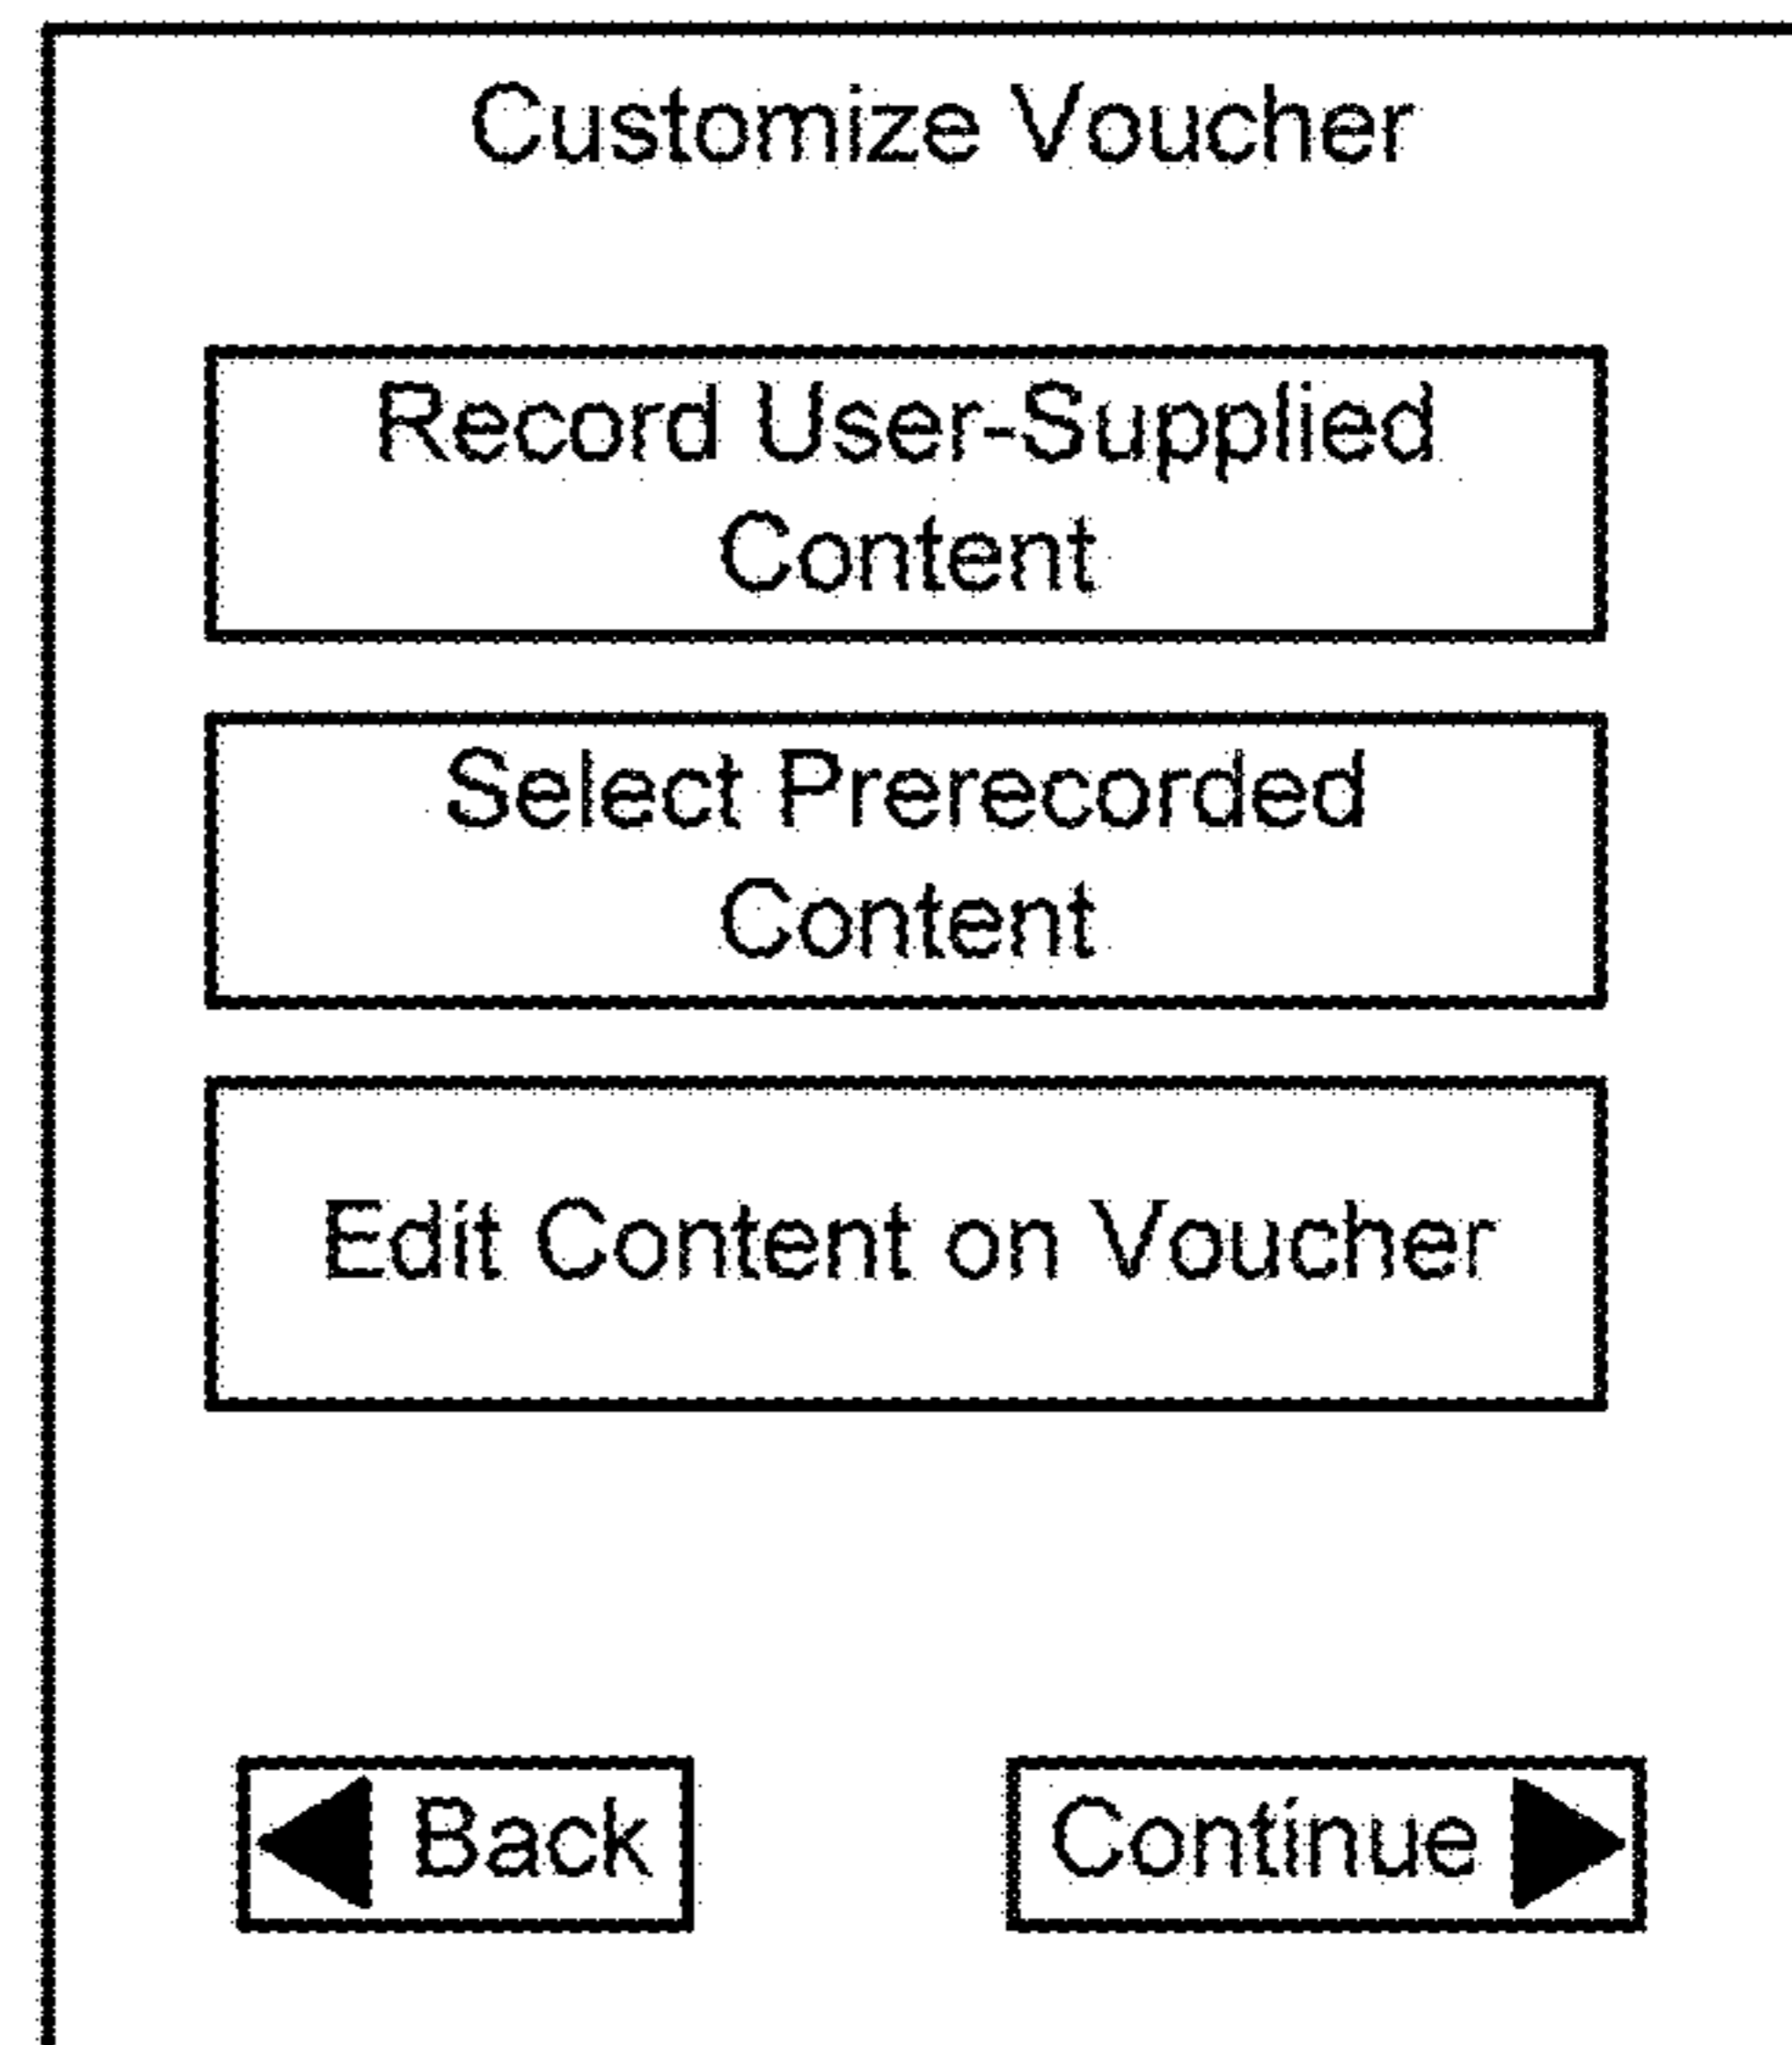 Customize Voucher
Record User-Supplied
Content
Select Prerecorded
Content
Edit Content on Voucher
Back
Continue